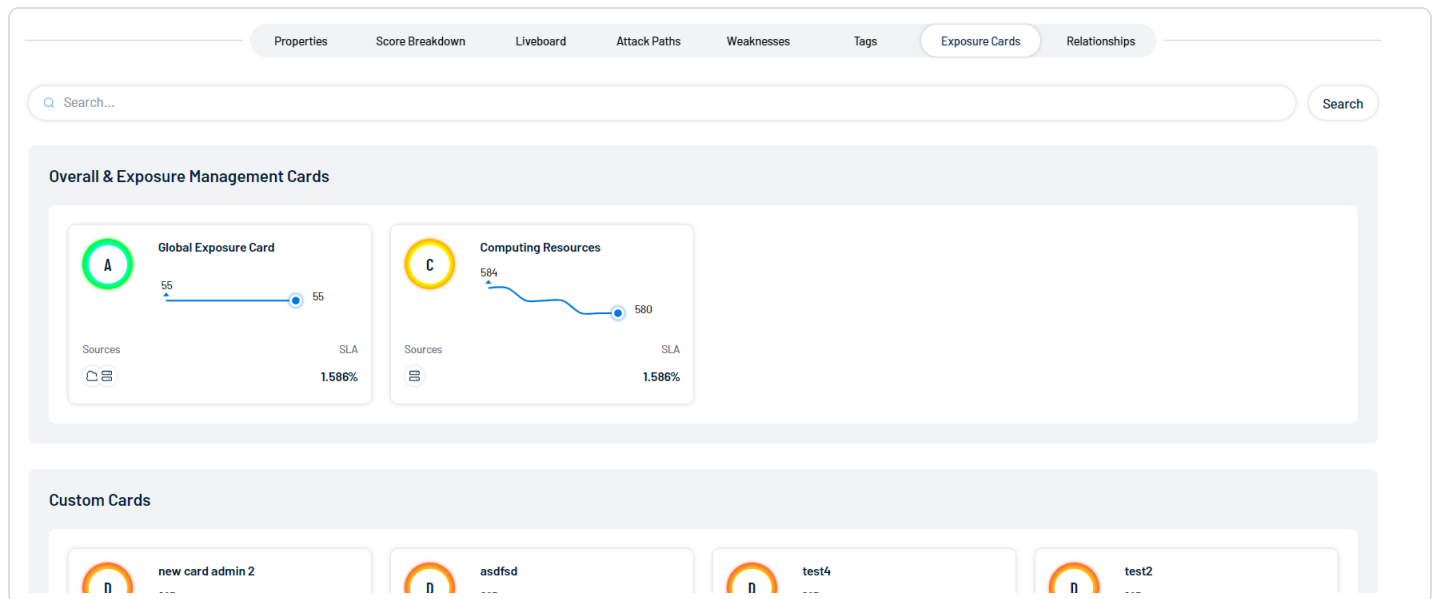 Properties Score Breakdown Liveboard Attack Paths Weaknesses Tags Exposure Cards Relationships
Search... Search
Overall & Exposure Management Cards
A Global Exposure Card
55
55
Sources SLA
1.586%
C Computing Resources
584
580
Sources SLA
1.586%
Custom Cards
D new card admin 2
D asdfsd
D test4
D test2